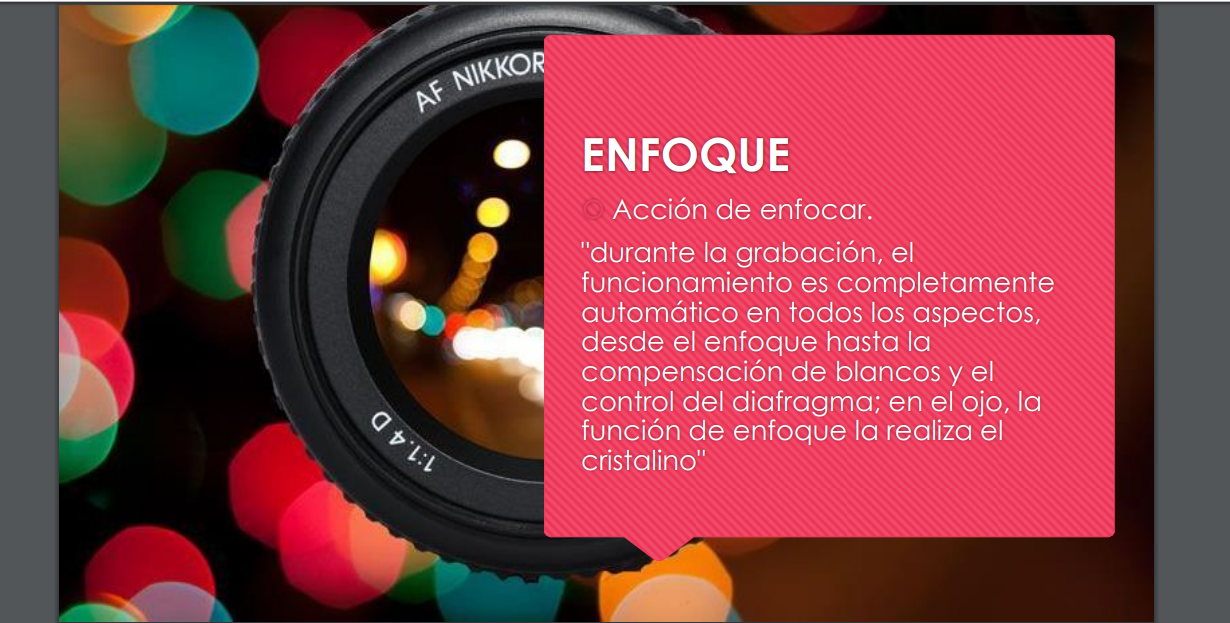 AF NIKKOR
1:1.4 D
ENFOQUE
Acción de enfocar.
"durante la grabación, el
funcionamiento es completamente
automático en todos los aspectos,
desde el enfoque hasta la
compensación de blancos y el
control del diafragma; en el ojo, la
función de enfoque la realiza el
cristalino"